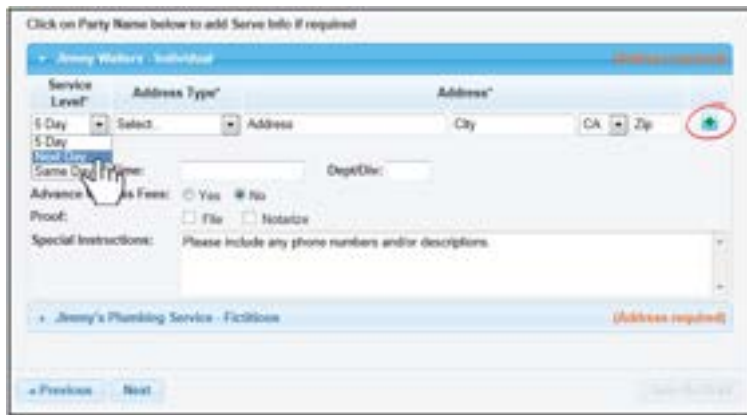 Click on Party Name below to add Serve Info if required
Jimmy Walters - Individual (Address required)
Service Level* Address Type* Address*
5 Day Select... Address City CA Zip
5 Day
Next Day
Same Day Name: Dept/Div:
Advance Fees: Yes No
Proof: File Notarize
Special Instructions: Please include any phone numbers and/or descriptions.
Jimmy's Plumbing Service - Fictitious (Address required)
« Previous Next